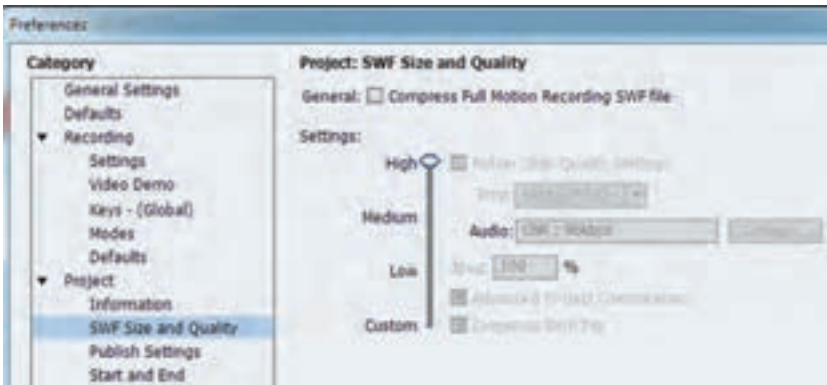 Preferences
Category
General Settings
Defaults
Recording
Settings
Video Demo
Keys - (Global)
Modes
Defaults
Project
Information
SWF Size and Quality
Publish Settings
Start and End
Project: SWF Size and Quality
General: Compress Full Motion Recording SWF file
Settings:
High
Medium
Low
Custom
Audio:
100 %